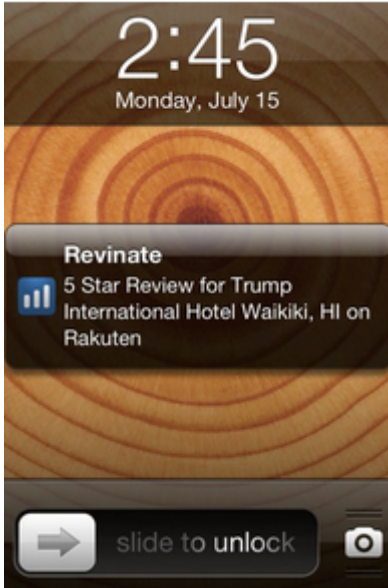 2:45
Monday, July 15
Revinate
5 Star Review for Trump
International Hotel Waikiki, HI on
Rakuten
slide to unlock